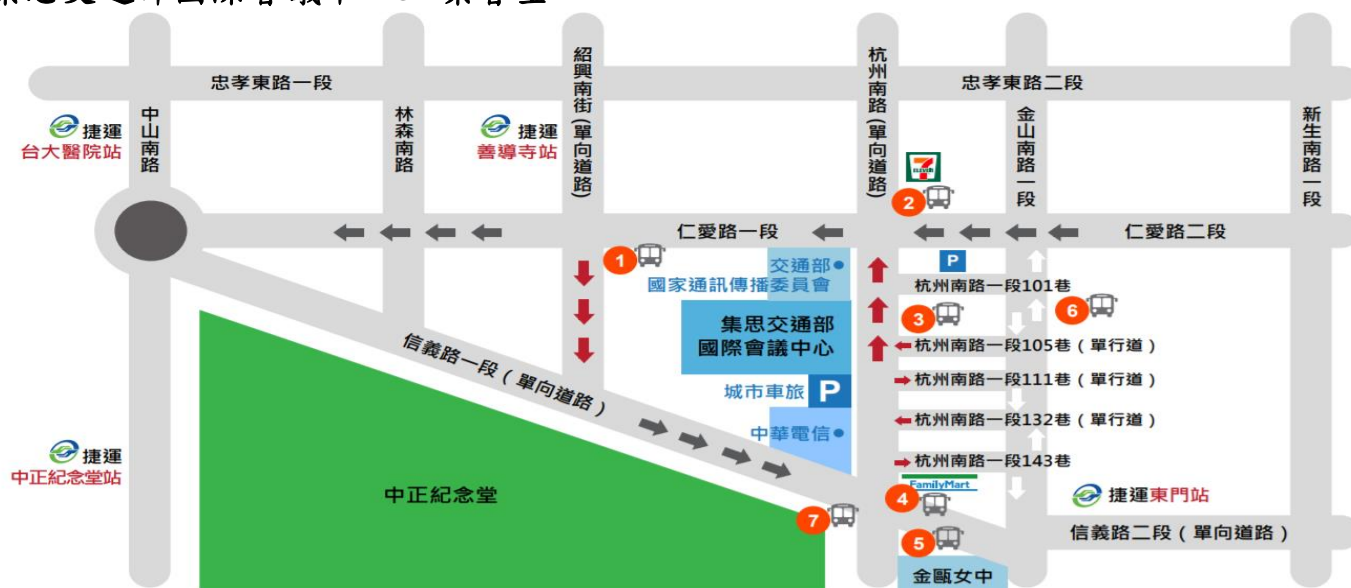 忠孝東路一段
忠孝東路二段
中山南路
林森南路
紹興南街(單向道路)
杭州南路(單向道路)
金山南路一段
新生南路一段
捷運
台大醫院站
捷運
善導寺站
7
ELEVEN
2
仁愛路一段
仁愛路二段
1
交通部
國家通訊傳播委員會
P
杭州南路一段101巷
3
6
集思交通部
國際會議中心
杭州南路一段105巷(單行道)
信義路一段(單向道路)
城市車旅 P
杭州南路一段111巷(單行道)
中華電信
杭州南路一段132巷(單行道)
捷運
中正紀念堂站
杭州南路一段143巷
中正紀念堂
FamilyMart
4
捷運東門站
7
5
信義路二段(單向道路)
金甌女中